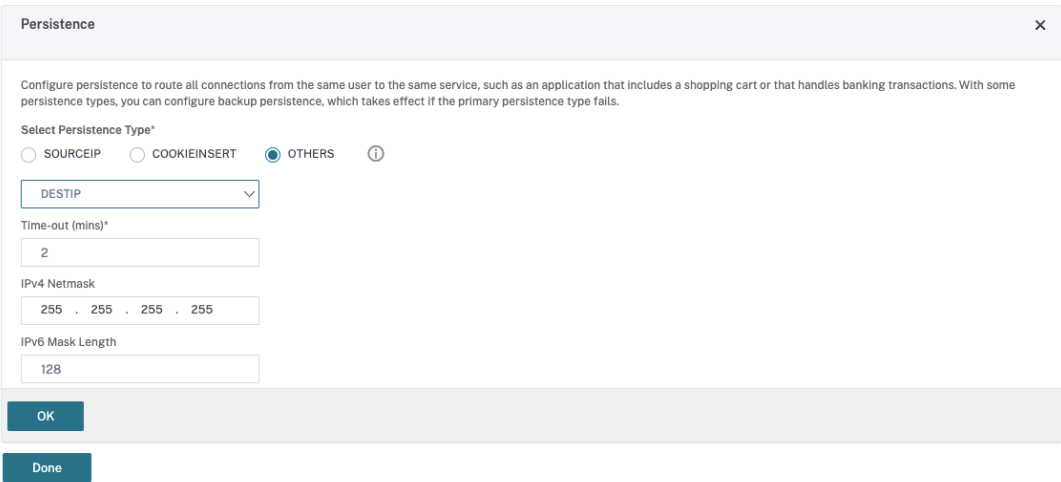 Persistence
Configure persistence to route all connections from the same user to the same service, such as an application that includes a shopping cart or that handles banking transactions. With some
persistence types, you can configure backup persistence, which takes effect if the primary persistence type fails.
Select Persistence Type*
SOURCEIP COOKIEINSERT OTHERS
DESTIP
Time-out (mins)*
2
IPv4 Netmask
255 . 255 . 255 . 255
IPv6 Mask Length
128
OK
Done